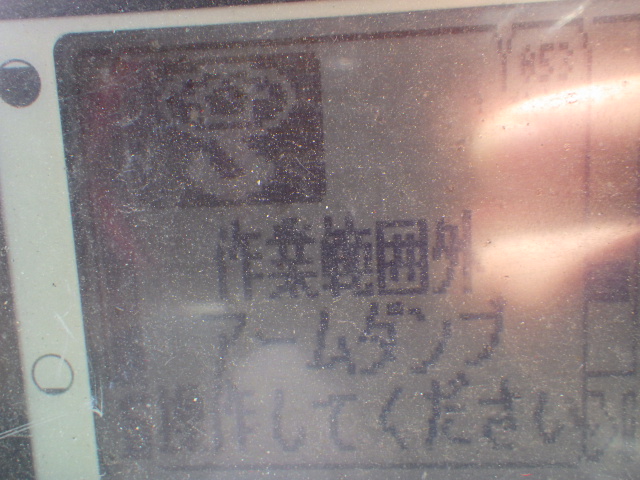 作業範囲外
アームダンプ
操作してください